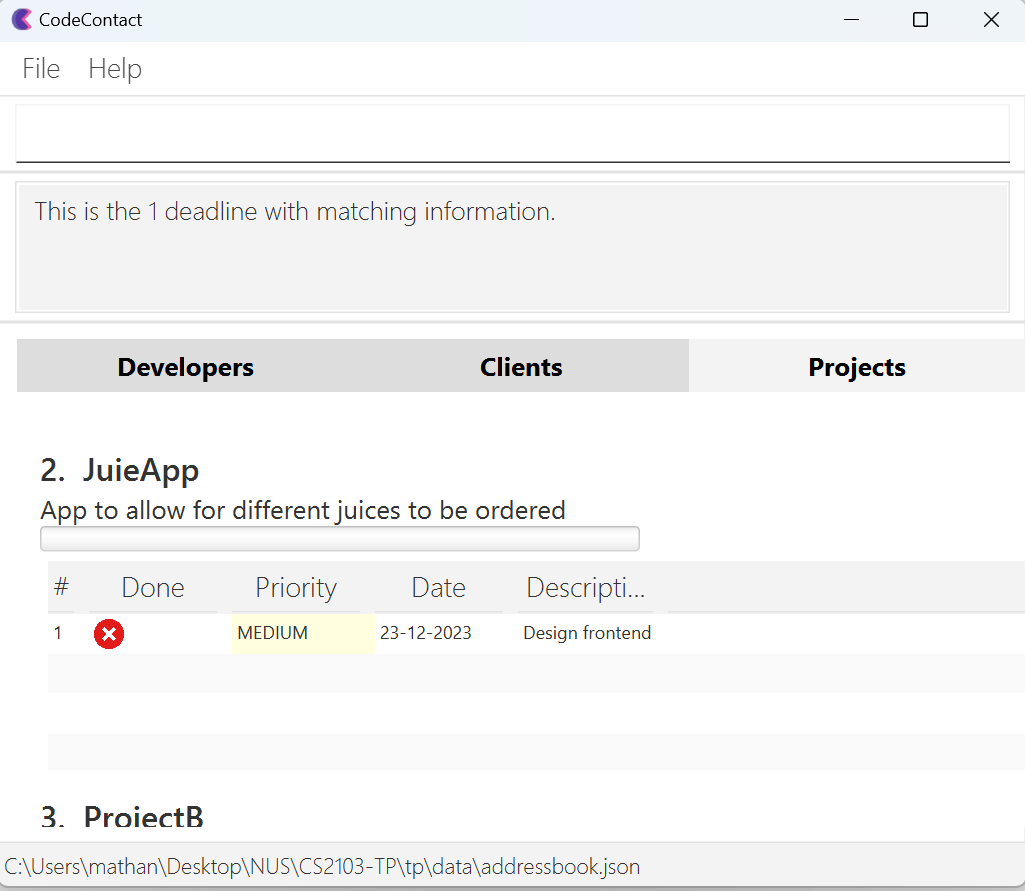 CodeContact
File Help
This is the 1 deadline with matching information.
Developers Clients Projects
2. JuieApp
App to allow for different juices to be ordered
# Done Priority Date Descripti...
1 MEDIUM 23-12-2023 Design frontend
3. ProjectB
C:\Users\mathan\Desktop\NUS\CS2103-TP\tp\data\addressbook.json